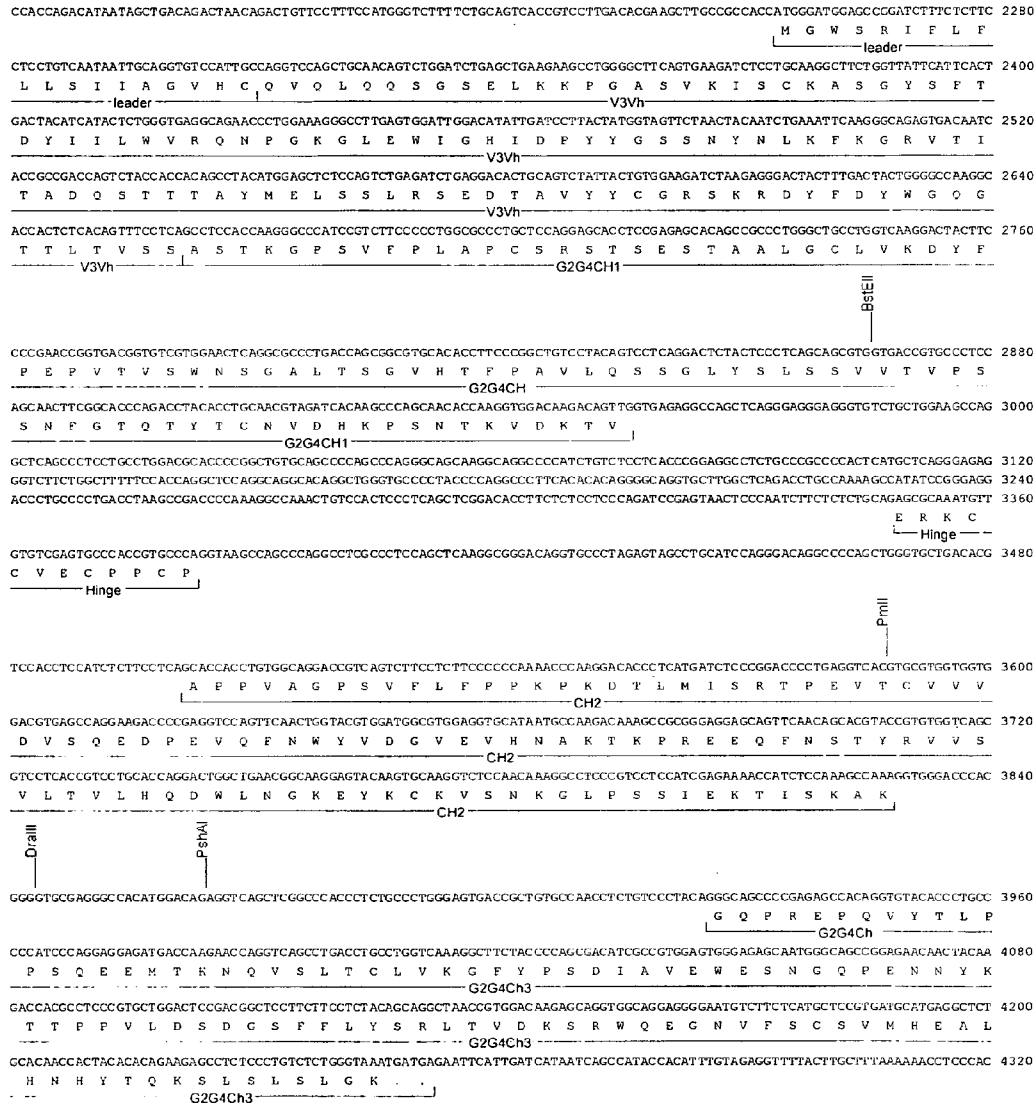 CCACCAGACATAATAGCTGACAGACTAACAGACTGTTCCTTTCCATGGGTCTTTTCTGCAGTCACCGTCCTTGACACGAAGCTTGCCGCCACCATGGGATGGAGCCGGATCTTTCTCTTC 2280
M G W S R I F L F
leader
CTCCTGTCAATAATTGCAGGTGTCCATTGCCAGGTCCAGCTGCAACAGTCTGGATCTGAGCTGAAGAAGCCTGGGGCTTCAGTGAAGATCTCCTGCAAGGCTTCTGGTTATTCATTCACT 2400
L L S I I A G V H C Q V Q L Q Q S G S E L K K P G A S V K I S C K A S G Y S F T
leader V3Vh
GACTACATCATACTCTGGGTGAGGCAGAACCCTGGAAAGGGCCTTGAGTGGATTGGACATATTGATCCTTACTATGGTAGTTCTAACTACAATCTGAAATTCAAGGGCAGAGTGACAATC 2520
D Y I I L W V R Q N P G K G L E W I G H I D P Y Y G S S N Y N L K F K G R V T I
V3Vh
ACCGCCGACCAGTCTACCACCACAGCCTACATGGAGCTCTCCAGTCTGAGATCTGAGGACACTGCAGTCTATTACTGTGGAAGATCTAAGAGGGACTACTTTGACTACTGGGGCCAAGGC 2640
T A D Q S T T T A Y M E L S S L R S E D T A V Y Y C G R S K R D Y F D Y W G Q G
V3Vh
ACCACTCTCACAGTTTCCTCAGCCTCCACCAAGGGCCCATCCGTCTTCCCCCTGGCGCCCTGCTCCAGGAGCACCTCCGAGAGCACAGCCGCCCTGGGCTGCCTGGTCAAGGACTACTTC 2760
T T L T V S S A S T K G P S V F P L A P C S R S T S E S T A A L G C L V K D Y F
V3Vh G2G4CH1
BstEII
CCCGAACCGGTGACGGTGTCGTGGAACTCAGGCGCCCTGACCAGCGGCGTGCACACCTTCCCGGCTGTCCTACAGTCCTCAGGACTCTACTCCCTCAGCAGCGTGGTGACCGTGCCCTCC 2880
P E P V T V S W N S G A L T S G V H T F P A V L Q S S G L Y S L S S V V T V P S
G2G4CH
AGCAACTTCGGCACCCAGACCTACACCTGCAACGTAGATCACAAGCCCAGCAACACCAAGGTGGACAAGACAGTTGGTGAGAGGCCAGCTCAGGGAGGGAGGGTGTCTGCTGGAAGCCAG 3000
S N F G T Q T Y T C N V D H K P S N T K V D K T V
G2G4CH1
GCTCAGCCCTCCTGCCTGGACGCACCCCGGCTGTGCAGCCCCAGCCCAGGGCAGCAAGGCAGGCCCCATCTGTCTCCTCACCCGGAGGCCTCTGCCCGCCCCACTCATGCTCAGGGAGAG 3120
GGTCTTCTGGCTTTTTCCACCAGGCTCCAGGCAGGCACAGGCTGGGTGCCCCTACCCCAGGCCCTTCACACACAGGGGCAGGTGCTTGGCTCAGACCTGCCAAAAGCCATATCCGGGAGG 3240
ACCCTGCCCCTGACCTAAGCCGACCCCAAAGGCCAAACTGTCCACTCCCTCAGCTCGGACACCTTCTCTCCTCCCAGATCCGAGTAACTCCCAATCTTCTCTCTGCAGAGCGCAAATGTT 3360
E R K C
Hinge
GTGTCGAGTGCCCACCGTGCCCAGGTAAGCCAGCCCAGGCCTCGCCCTCCAGCTCAAGGCGGGACAGGTGCCCTAGAGTAGCCTGCATCCAGGGACAGGCCCCAGCTGGGTGCTGACACG 3480
C V E C P P C P
Hinge
PmlI
TCCACCTCCATCTCTTCCTCAGCACCACCTGTGGCAGGACCGTCAGTCTTCCTCTTCCCCCCAAAACCCAAGGACACCCTCATGATCTCCCGGACCCCTGAGGTCACGTGCGTGGTGGTG 3600
A P P V A G P S V F L F P P K P K D T L M I S R T P E V T C V V V
CH2
GACGTGAGCCAGGAAGACCCCGAGGTCCAGTTCAACTGGTACGTGGATGGCGTGGAGGTGCATAATGCCAAGACAAAGCCGCGGGAGGAGCAGTTCAACAGCACGTACCGTGTGGTCAGC 3720
D V S Q E D P E V Q F N W Y V D G V E V H N A K T K P R E E Q F N S T Y R V V S
CH2
GTCCTCACCGTCCTGCACCAGGACTGGCTGAACGGCAAGGAGTACAAGTGCAAGGTCTCCAACAAAGGCCTCCCGTCCTCCATCGAGAAAACCATCTCCAAAGCCAAAGGTGGGACCCAC 3840
V L T V L H Q D W L N G K E Y K C K V S N K G L P S S I E K T I S K A K
CH2
DraIII PshAI
GGGGTGCGAGGGCCACATGGACAGAGGTCAGCTCGGCCCACCCTCTGCCCTGGGAGTGACCGCTGTGCCAACCTCTGTCCCTACAGGGCAGCCCCGAGAGCCACAGGTGTACACCCTGCC 3960
G Q P R E P Q V Y T L P
G2G4Ch
CCCATCCCAGGAGGAGATGACCAAGAACCAGGTCAGCCTGACCTGCCTGGTCAAAGGCTTCTACCCCAGCGACATCGCCGTGGAGTGGGAGAGCAATGGGCAGCCGGAGAACAACTACAA 4080
P S Q E E M T K N Q V S L T C L V K G F Y P S D I A V E W E S N G Q P E N N Y K
G2G4Ch3
GACCACGCCTCCCGTGCTGGACTCCGACGGCTCCTTCTTCCTCTACAGCAGGCTAACCGTGGACAAGAGCAGGTGGCAGGAGGGGAATGTCTTCTCATGCTCCGTGATGCATGAGGCTCT 4200
T T P P V L D S D G S F F L Y S R L T V D K S R W Q E G N V F S C S V M H E A L
G2G4Ch3
GCACAACCACTACACACAGAAGAGCCTCTCCCTGTCTCTGGGTAAATGATGAGAATTCATTGATCATAATCAGCCATACCACATTTGTAGAGGTTTTACTTGCTTTAAAAAACCTCCCAC 4320
H N H Y T Q K S L S L S L G K . .
G2G4Ch3